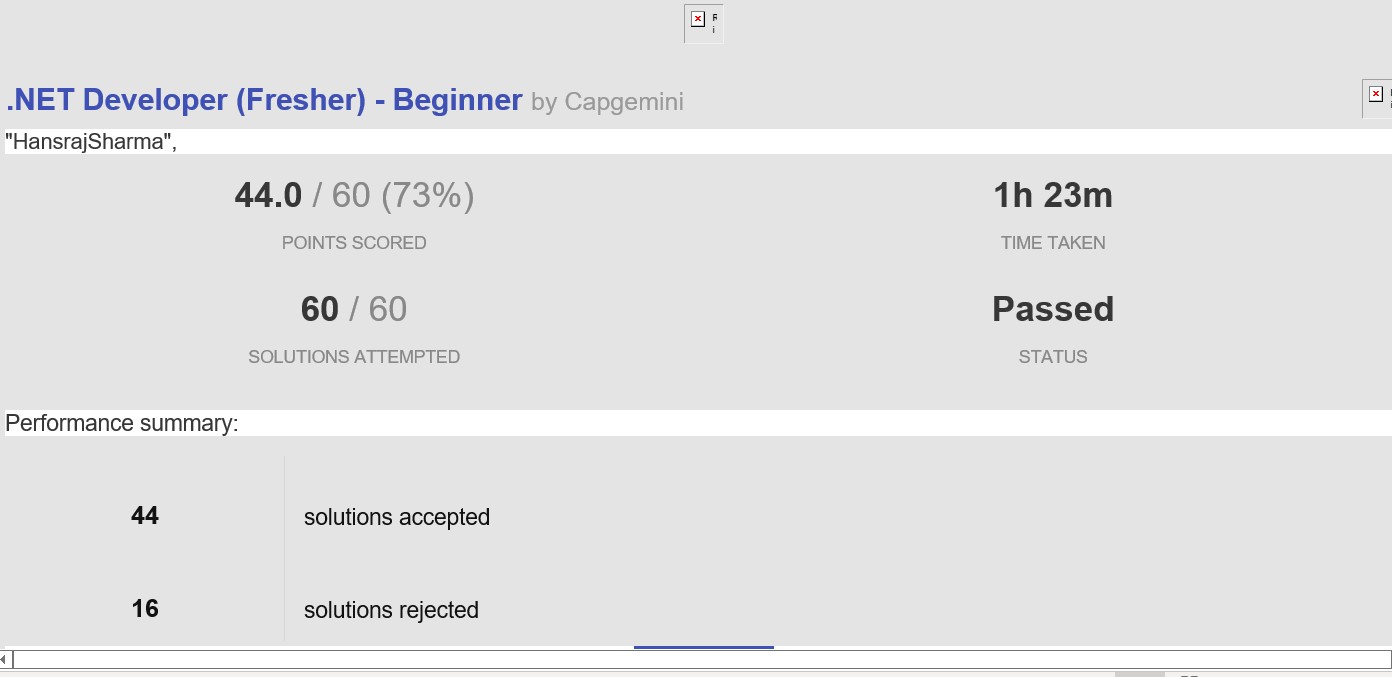 .NET Developer (Fresher) - Beginner by Capgemini
"HansrajSharma",
44.0 / 60 (73%)
1h 23m
POINTS SCORED
TIME TAKEN
60 / 60
Passed
SOLUTIONS ATTEMPTED
STATUS
Performance summary:
44 solutions accepted
16 solutions rejected